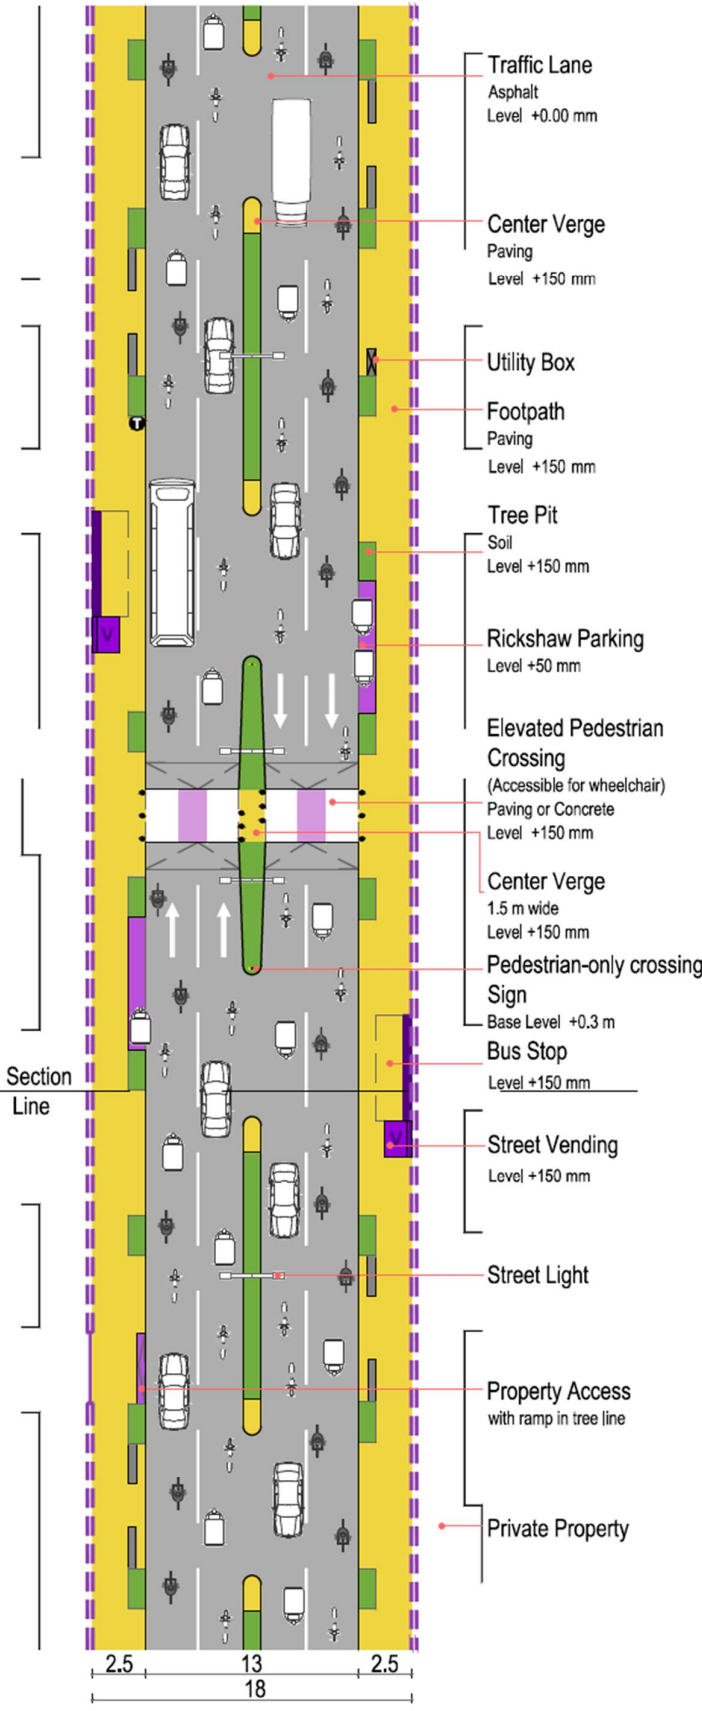 Traffic Lane
Asphalt
Level +0.00 mm
Center Verge
Paving
Level +150 mm
Utility Box
Footpath
Paving
Level +150 mm
T
Tree Pit
Soil
Level +150 mm
V
Rickshaw Parking
Level +50 mm
Elevated Pedestrian
Crossing
(Accessible for wheelchair)
Paving or Concrete
Level +150 mm
Center Verge
1.5 m wide
Level +150 mm
Pedestrian-only crossing
Sign
Base Level +0.3 m
Bus Stop
Level +150 mm
Section
Line
V
Street Vending
Level +150 mm
Street Light
Property Access
with ramp in tree line
Private Property
2.5 13 2.5
18